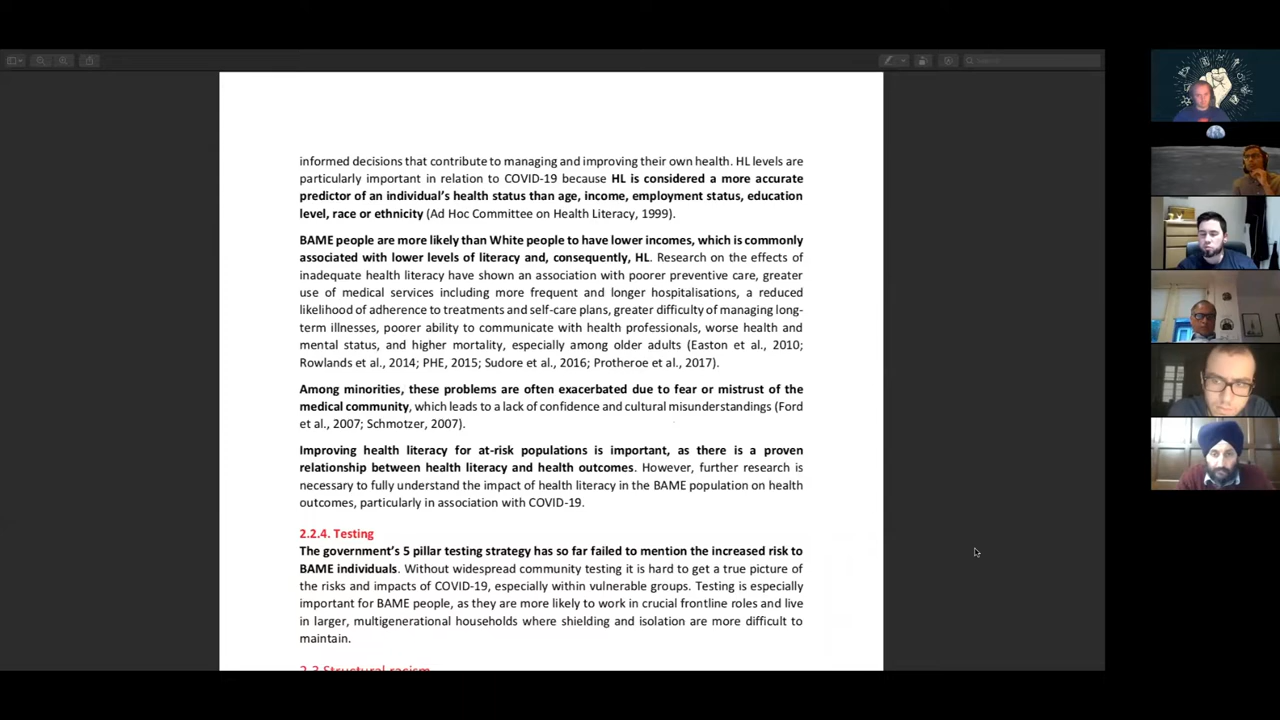 informed decisions that contribute to managing and improving their own health. HL levels are
particularly important in relation to COVID-19 because HL is considered a more accurate
predictor of an individual's health status than age, income, employment status, education
level, race or ethnicity (Ad Hoc Committee on Health Literacy, 1999).
BAME people are more likely than White people to have lower incomes, which is commonly
associated with lower levels of literacy and, consequently, HL. Research on the effects of
inadequate health literacy have shown an association with poorer preventive care, greater
use of medical services including more frequent and longer hospitalisations, a reduced
likelihood of adherence to treatments and self-care plans, greater difficulty of managing long-
term illnesses, poorer ability to communicate with health professionals, worse health and
mental status, and higher mortality, especially among older adults (Easton et al., 2010;
Rowlands et al., 2014; PHE, 2015; Sudore et al., 2016; Protheroe et al., 2017).
Among minorities, these problems are often exacerbated due to fear or mistrust of the
medical community, which leads to a lack of confidence and cultural misunderstandings (Ford
et al., 2007; Schmotzer, 2007).
Improving health literacy for at-risk populations is important, as there is a proven
relationship between health literacy and health outcomes. However, further research is
necessary to fully understand the impact of health literacy in the BAME population on health
outcomes, particularly in association with COVID-19.
2.2.4. Testing
The government's 5 pillar testing strategy has so far failed to mention the increased risk to
BAME individuals. Without widespread community testing it is hard to get a true picture of
the risks and impacts of COVID-19, especially within vulnerable groups. Testing is especially
important for BAME people, as they are more likely to work in crucial frontline roles and live
in larger, multigenerational households where shielding and isolation are more difficult to
maintain.
2.3 Structural racism
Search